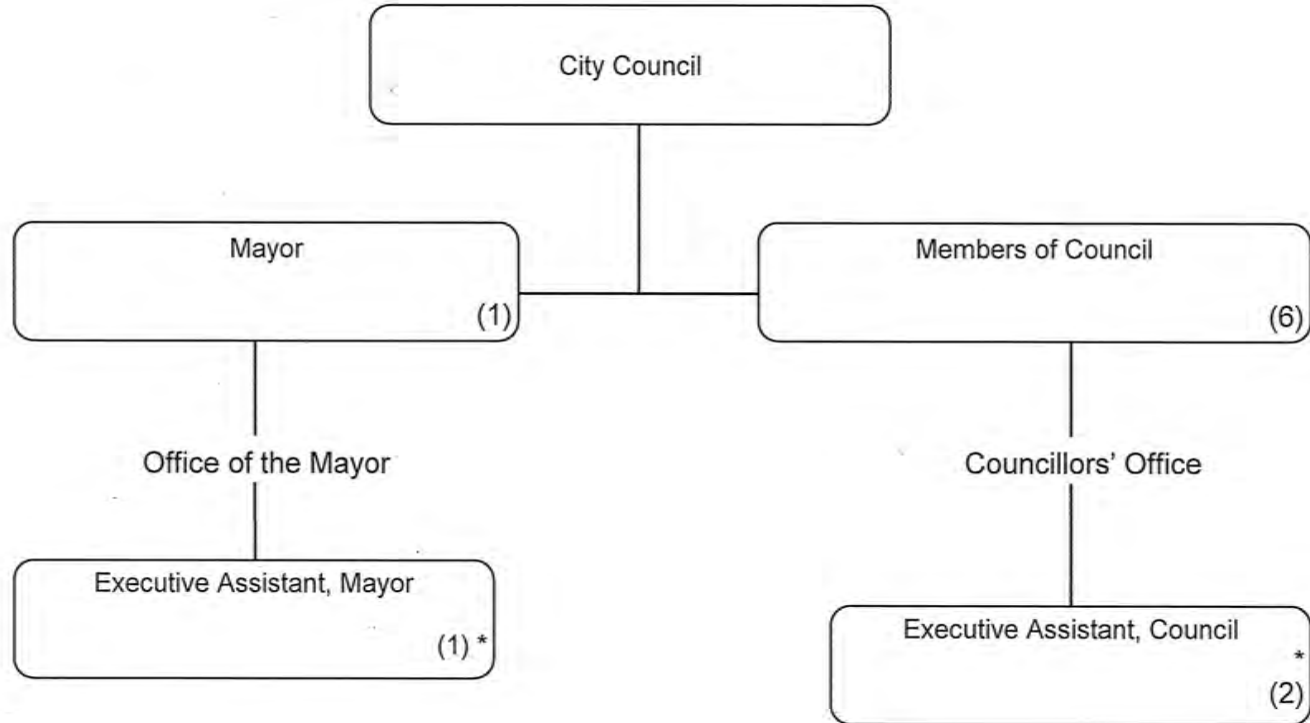 City Council
Mayor
(1)
Members of Council
(6)
Office of the Mayor
Councillors' Office
Executive Assistant, Mayor
(1) *
Executive Assistant, Council
*
(2)